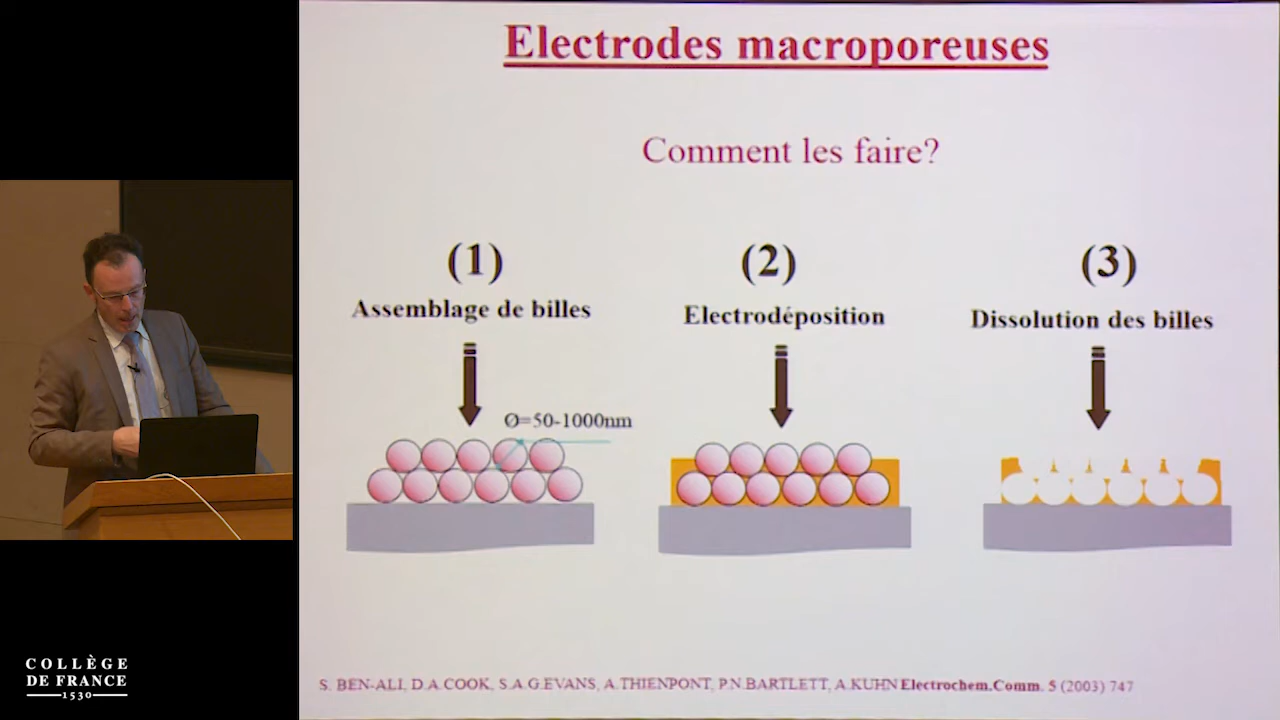 Electrodes macroporeuses
Comment les faire?
(1)
Assemblage de billes
(2)
Electrodéposition
(3)
Dissolution des billes
Ø=50-1000nm
S. BEN-ALI, D.A.COOK, S.A.G.EVANS, A.THIENPONT, P.N.BARTLETT, A.KUHN Electrochem.Comm. 5 (2003) 747
COLLÈGE
DE FRANCE
1530